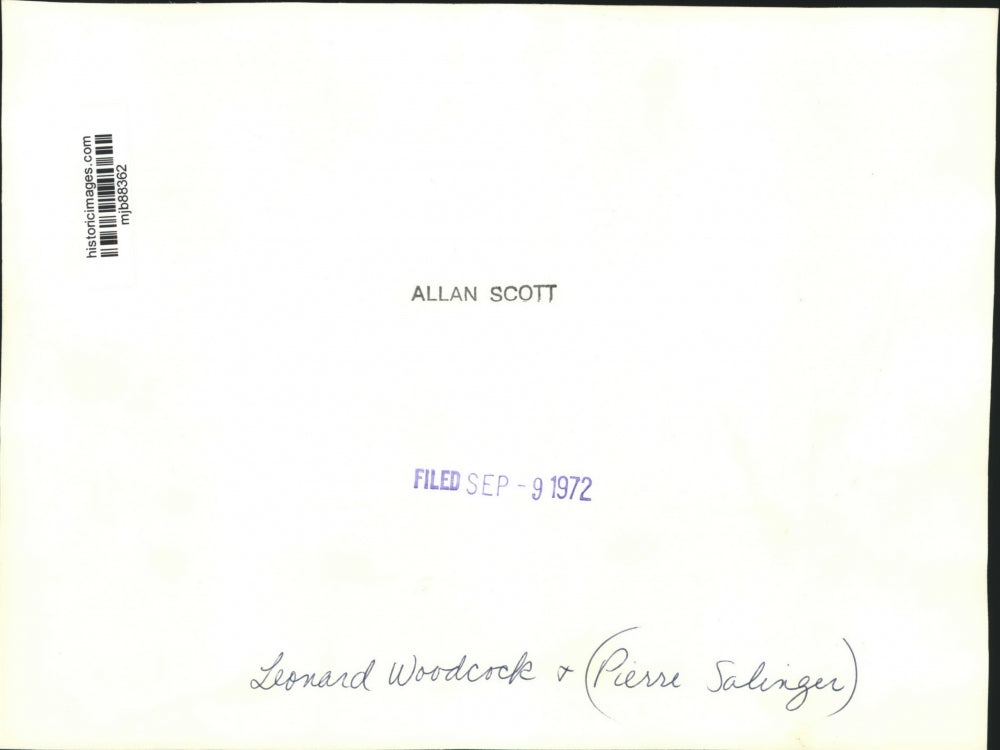 historicimages.com
mjb88362
ALLAN SCOTT
FILED SEP - 9 1972
Leonard Woodcock & (Pierre Salinger)